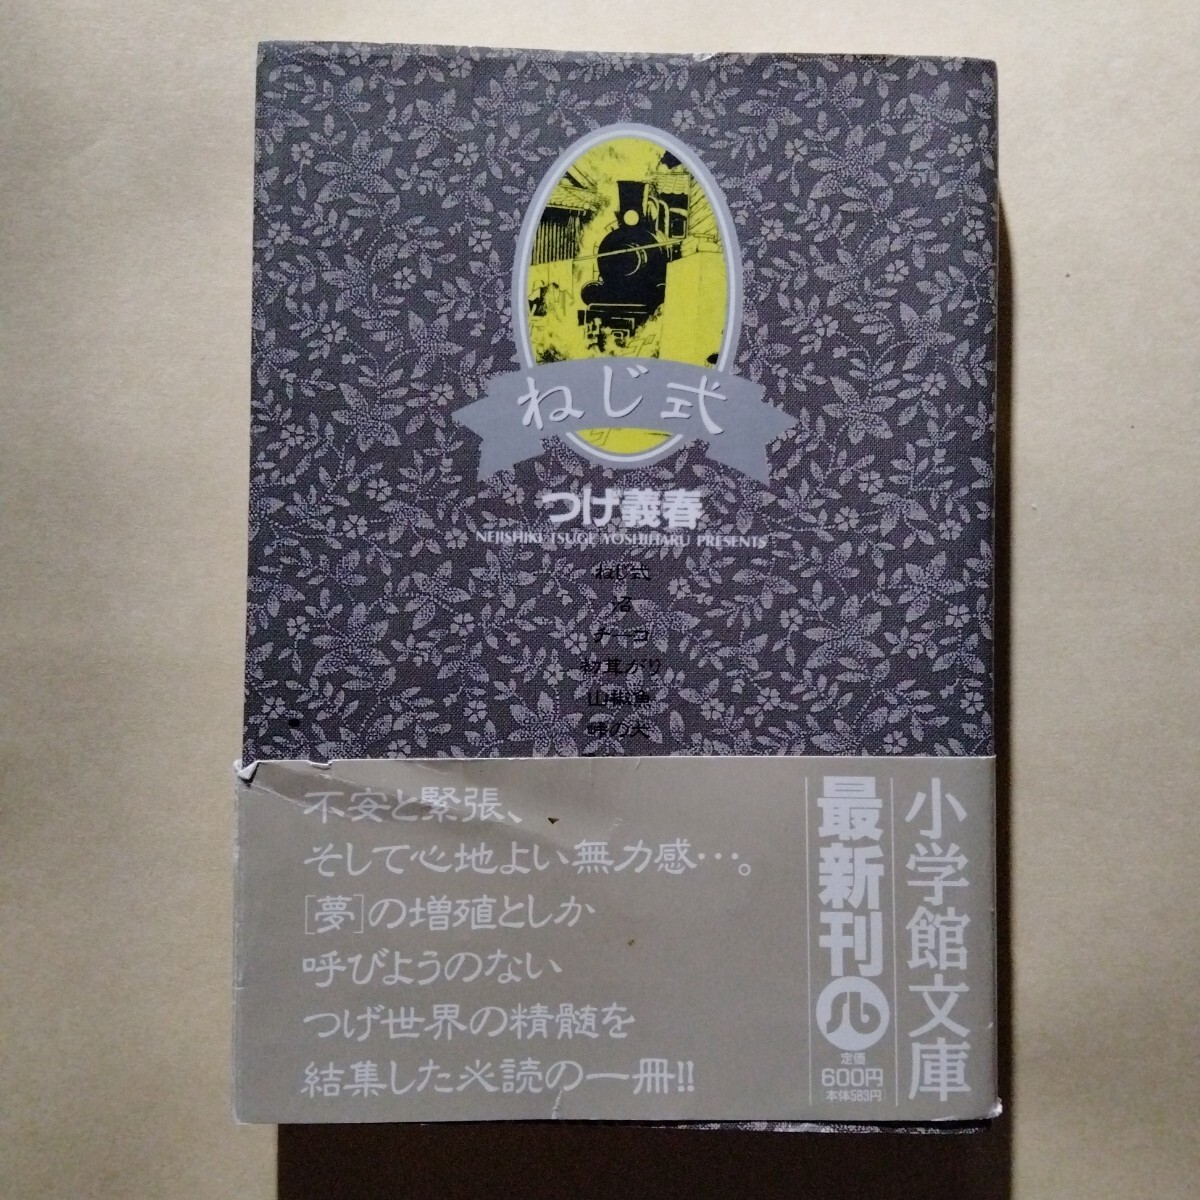 ねじ式
つげ義春
NEJISHIKI TSUGE YOSHIHARU PRESENTS
ねじ式
沼
チーコ
初茸がり
山椒魚
峠の犬
不安と緊張、
そして心地よい無力感…。
[夢]の増殖としか
呼びようのない
つげ世界の精髄を
結集した必読の一冊!!
小学館文庫
最新刊
定価
600円
本体583円